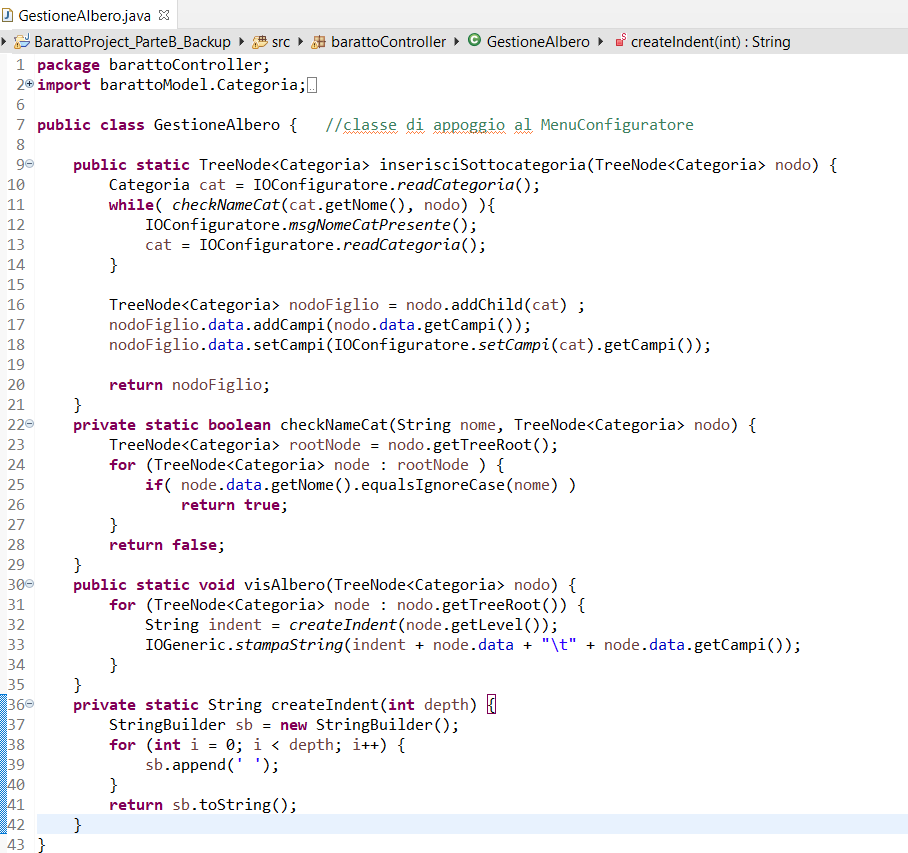 GestioneAlbero.java
BarattoProject_ParteB_Backup src barattoController GestioneAlbero createIndent(int) : String
1 package barattoController;
2 import barattoModel.Categoria;
6
7 public class GestioneAlbero { //classe di appoggio al MenuConfiguratore
8
9 public static TreeNode<Categoria> inserisciSottocategoria(TreeNode<Categoria> nodo) {
10 Categoria cat = IOConfiguratore.readCategoria();
11 while( checkNameCat(cat.getNome(), nodo) ){
12 IOConfiguratore.msgNomeCatPresente();
13 cat = IOConfiguratore.readCategoria();
14 }
15
16 TreeNode<Categoria> nodoFiglio = nodo.addChild(cat) ;
17 nodoFiglio.data.addCampi(nodo.data.getCampi());
18 nodoFiglio.data.setCampi(IOConfiguratore.setCampi(cat).getCampi());
19
20 return nodoFiglio;
21 }
22 private static boolean checkNameCat(String nome, TreeNode<Categoria> nodo) {
23 TreeNode<Categoria> rootNode = nodo.getTreeRoot();
24 for (TreeNode<Categoria> node : rootNode ) {
25 if( node.data.getNome().equalsIgnoreCase(nome) )
26 return true;
27 }
28 return false;
29 }
30 public static void visAlbero(TreeNode<Categoria> nodo) {
31 for (TreeNode<Categoria> node : nodo.getTreeRoot()) {
32 String indent = createIndent(node.getLevel());
33 IOGeneric.stampaString(indent + node.data + "\t" + node.data.getCampi());
34 }
35 }
36 private static String createIndent(int depth) {
37 StringBuilder sb = new StringBuilder();
38 for (int i = 0; i < depth; i++) {
39 sb.append(' ');
40 }
41 return sb.toString();
42 }
43 }